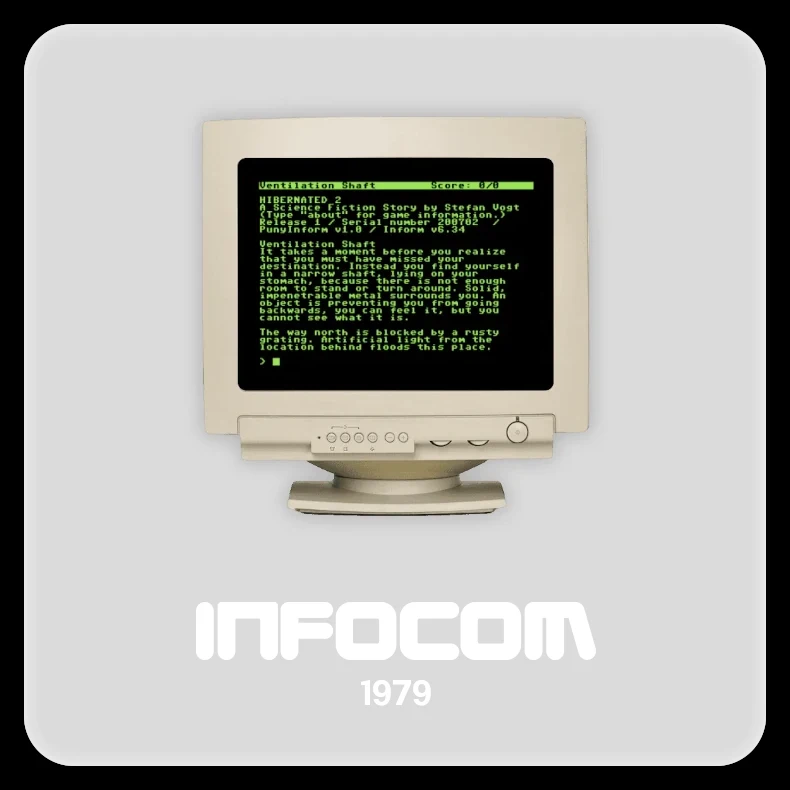 Ventilation Shaft Score: 0/0
HIBERNATED 2
A Science Fiction Story by Stefan Vogt
(Type "about" for game information.)
Release 1 / Serial number 200702 /
PunyInform v1.0 / Inform v6.34
Ventilation Shaft
It takes a moment before you realize
that you must have missed your
destination. Instead you find yourself
in a narrow shaft, lying on your
stomach, because there is not enough
room to stand or turn around. Solid,
impenetrable metal surrounds you. An
object is preventing you from going
backwards, you can feel it, but you
cannot see what it is.
The way north is blocked by a rusty
grating. Artificial light from the
location behind floods this place.
>
INFOCOM
1979